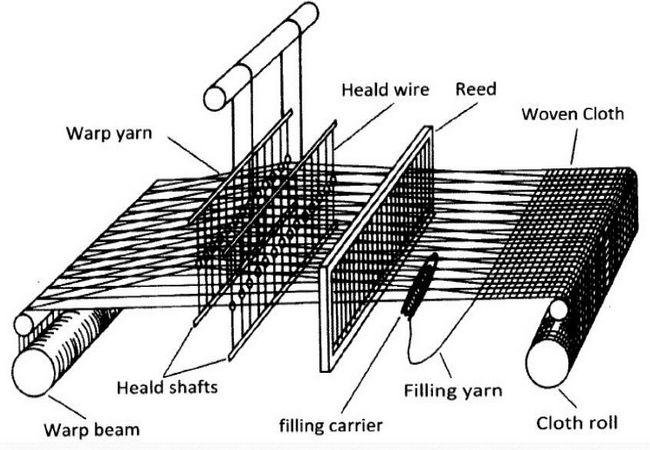 Heald wire
Reed
Woven Cloth
Warp yarn
Heald shafts
Filling yarn
Warp beam
filling carrier
Cloth roll